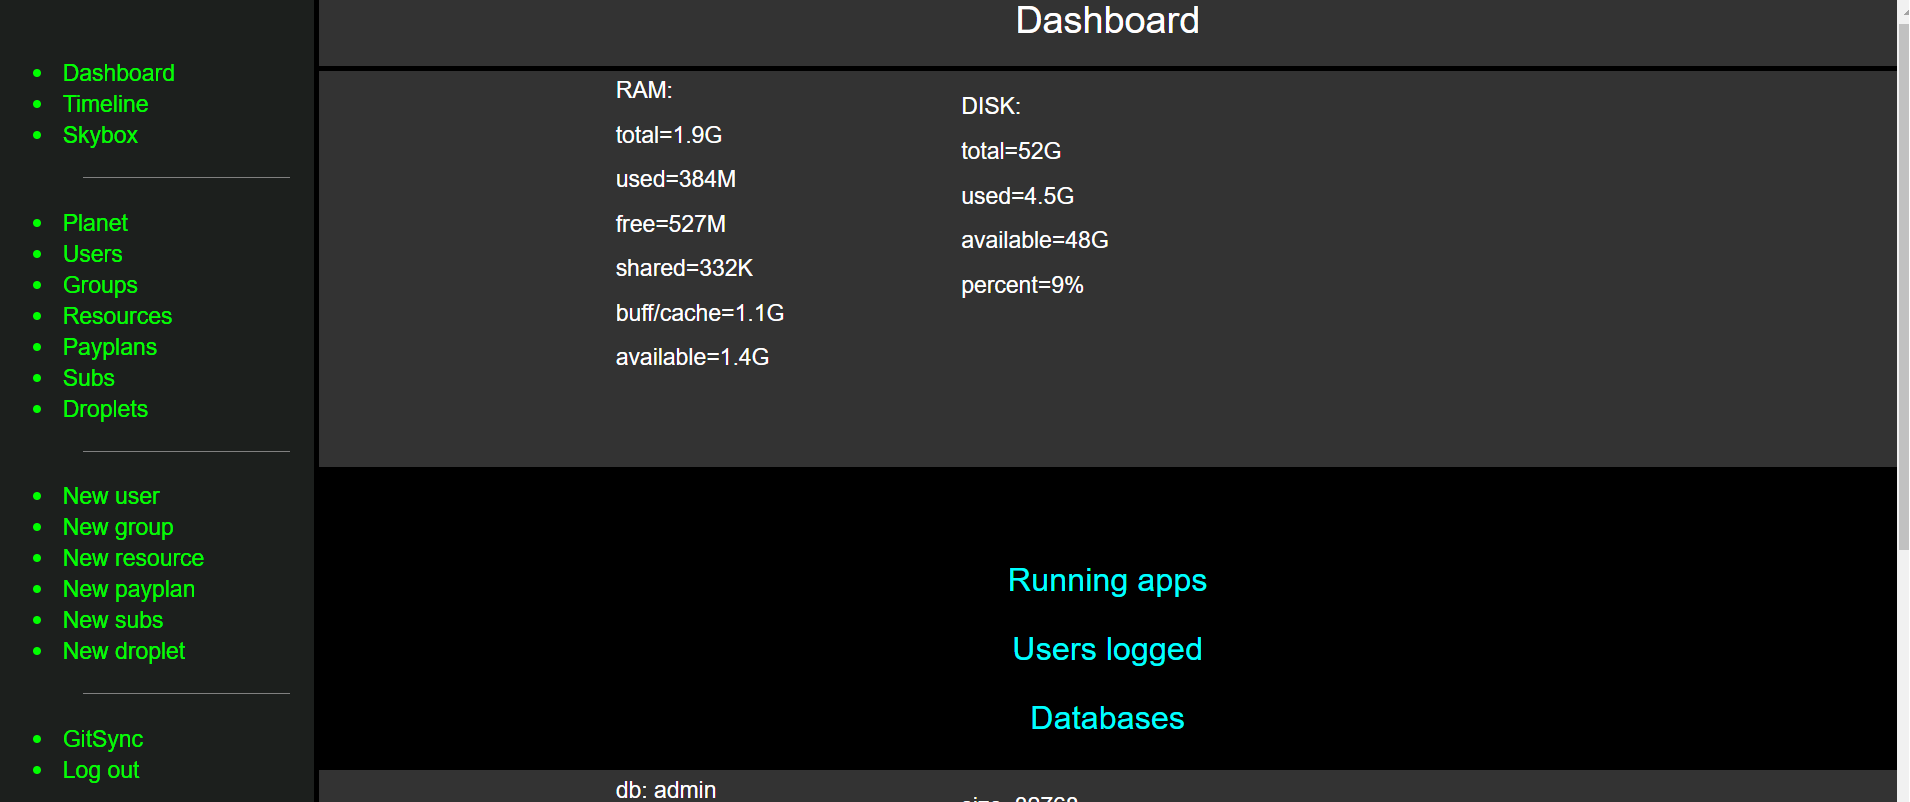 Dashboard
Timeline
Skybox
Planet
Users
Groups
Resources
Payplans
Subs
Droplets
New user
New group
New resource
New payplan
New subs
New droplet
GitSync
Log out
Dashboard
RAM:
total=1.9G
used=384M
free=527M
shared=332K
buff/cache=1.1G
available=1.4G
DISK:
total=52G
used=4.5G
available=48G
percent=9%
Running apps
Users logged
Databases
db: admin